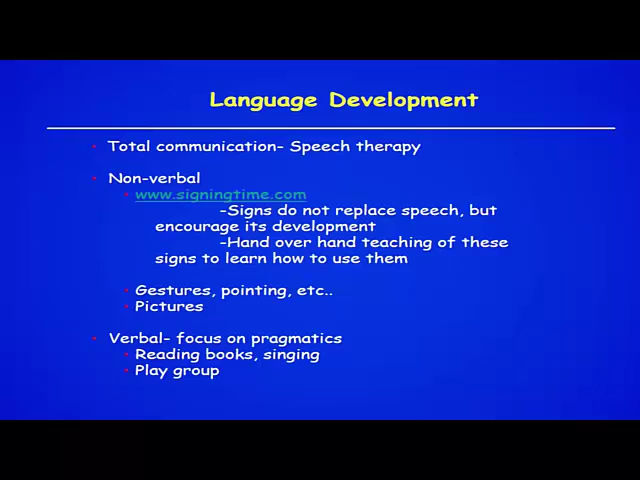 Language Development
Total communication- Speech therapy
Non-verbal
www.signingtime.com
-Signs do not replace speech, but
encourage its development
-Hand over hand teaching of these
signs to learn how to use them
Gestures, pointing, etc..
Pictures
Verbal- focus on pragmatics
Reading books, singing
Play group